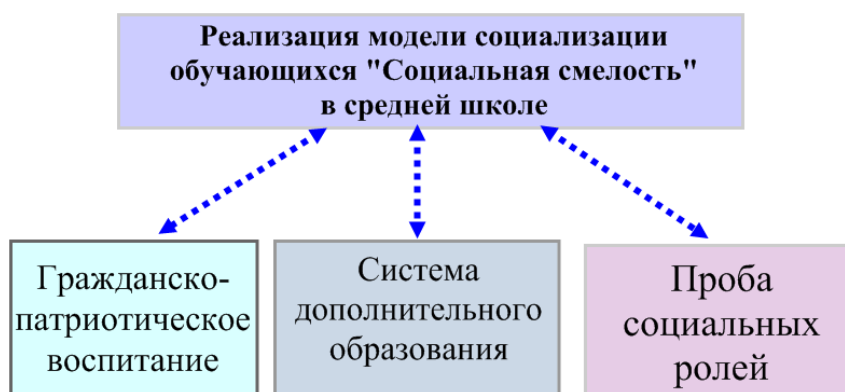 Реализация модели социализации
обучающихся "Социальная смелость"
в средней школе
Гражданско-
патриотическое
воспитание
Система
дополнительного
образования
Проба
социальных
ролей